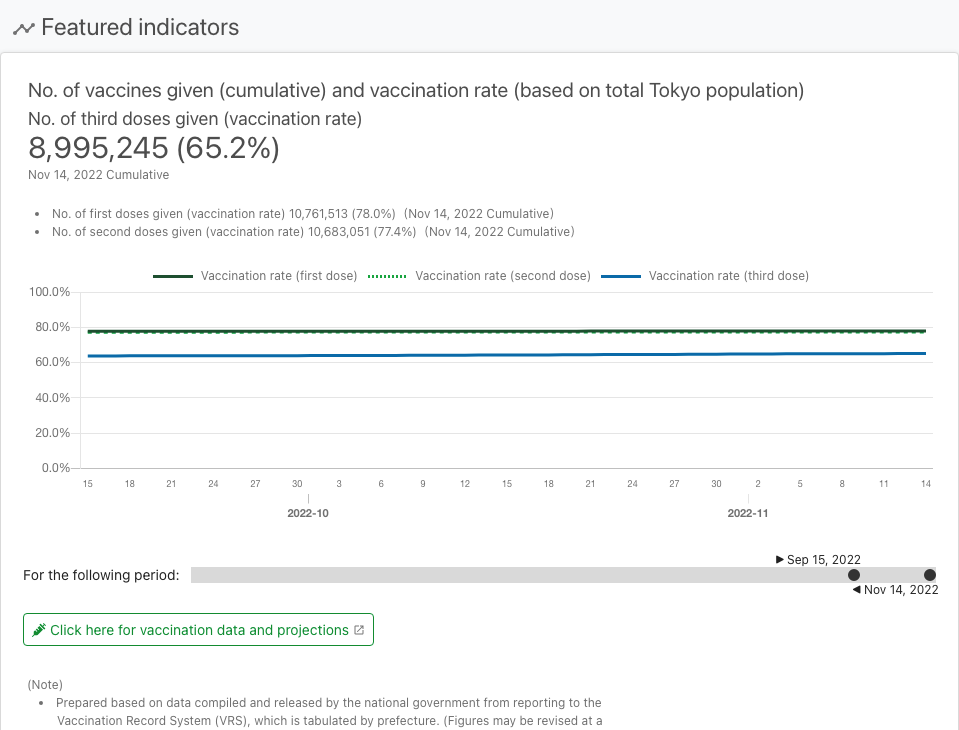 Featured indicators
No. of vaccines given (cumulative) and vaccination rate (based on total Tokyo population)
No. of third doses given (vaccination rate)
8,995,245 (65.2%)
Nov 14, 2022 Cumulative
No. of first doses given (vaccination rate) 10,761,513 (78.0%) (Nov 14, 2022 Cumulative)
No. of second doses given (vaccination rate) 10,683,051 (77.4%) (Nov 14, 2022 Cumulative)
Vaccination rate (first dose) Vaccination rate (second dose) Vaccination rate (third dose)
100.0%
80.0%
60.0%
40.0%
20.0%
0.0%
15 18 21 24 27 30 3 6 9 12 15 18 21 24 27 30 2 5 8 11 14
2022-10 2022-11
Sep 15, 2022
For the following period:
Nov 14, 2022
Click here for vaccination data and projections
(Note)
Prepared based on data compiled and released by the national government from reporting to the
Vaccination Record System (VRS), which is tabulated by prefecture. (Figures may be revised at a